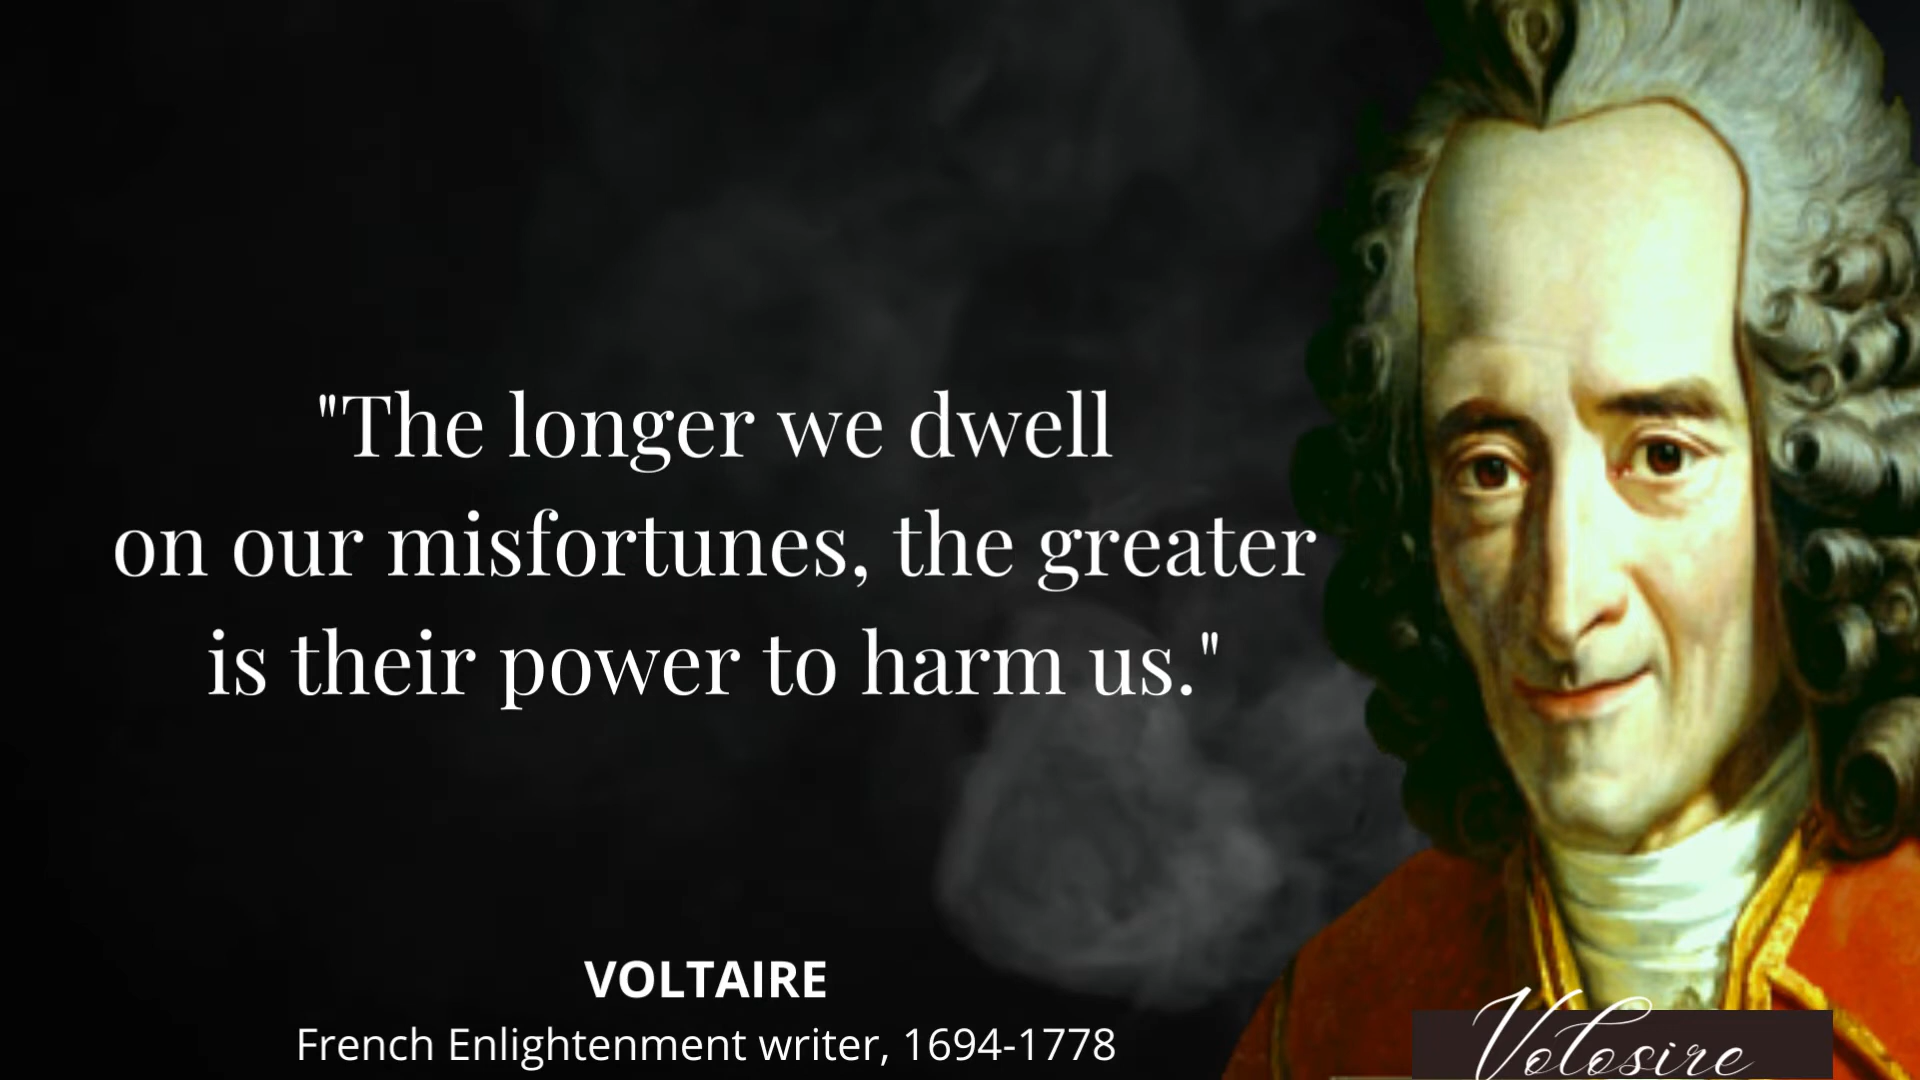 "The longer we dwell
on our misfortunes, the greater
is their power to harm us."
VOLTAIRE
French Enlightenment writer, 1694-1778
Volosire